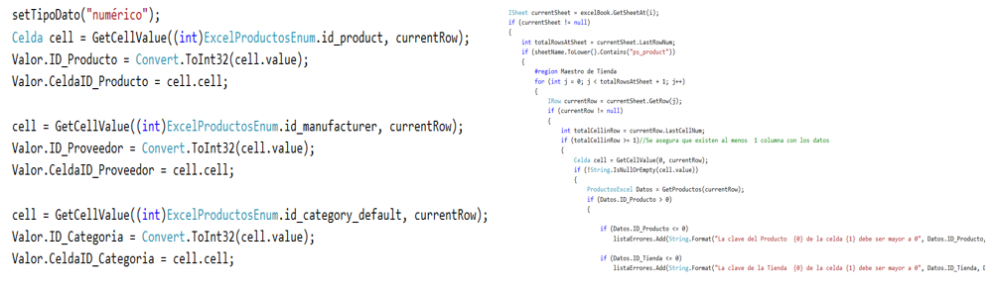 setTipoDato("numérico");
Celda cell = GetCellValue((int)ExcelProductosEnum.id_product, currentRow);
Valor.ID_Producto = Convert.ToInt32(cell.value);
Valor.CeldaID_Producto = cell.cell;
cell = GetCellValue((int)ExcelProductosEnum.id_manufacturer, currentRow);
Valor.ID_Proveedor = Convert.ToInt32(cell.value);
Valor.CeldaID_Proveedor = cell.cell;
cell = GetCellValue((int)ExcelProductosEnum.id_category_default, currentRow);
Valor.ID_Categoria = Convert.ToInt32(cell.value);
Valor.CeldaID_Categoria = cell.cell;
ISheet currentSheet = excelBook.GetSheetAt(i);
if (currentSheet != null)
{
int totalRowsAtSheet = currentSheet.LastRowNum;
if (sheetName.ToLower().Contains("ps_product"))
{
#region Maestro de Tienda
for (int j = 0; j < totalRowsAtSheet + 1; j++)
{
IRow currentRow = currentSheet.GetRow(j);
if (currentRow != null)
{
int totalCellinRow = currentRow.LastCellNum;
if (totalCellinRow >= 1)//Se asegura que existen al menos  1 columna con los datos
{
Celda cell = GetCellValue(0, currentRow);
if (!String.IsNullOrEmpty(cell.value))
{
ProductosExcel Datos = GetProductos(currentRow);
if (Datos.ID_Producto > 0)
{
if (Datos.ID_Producto <= 0)
listaErrores.Add(String.Format("La clave del Producto  {0} de la celda {1} debe ser mayor a 0", Datos.ID_Producto,
if (Datos.ID_Tienda <= 0)
listaErrores.Add(String.Format("La clave de la Tienda  {0} de la celda {1} debe ser mayor a 0", Datos.ID_Tienda, D